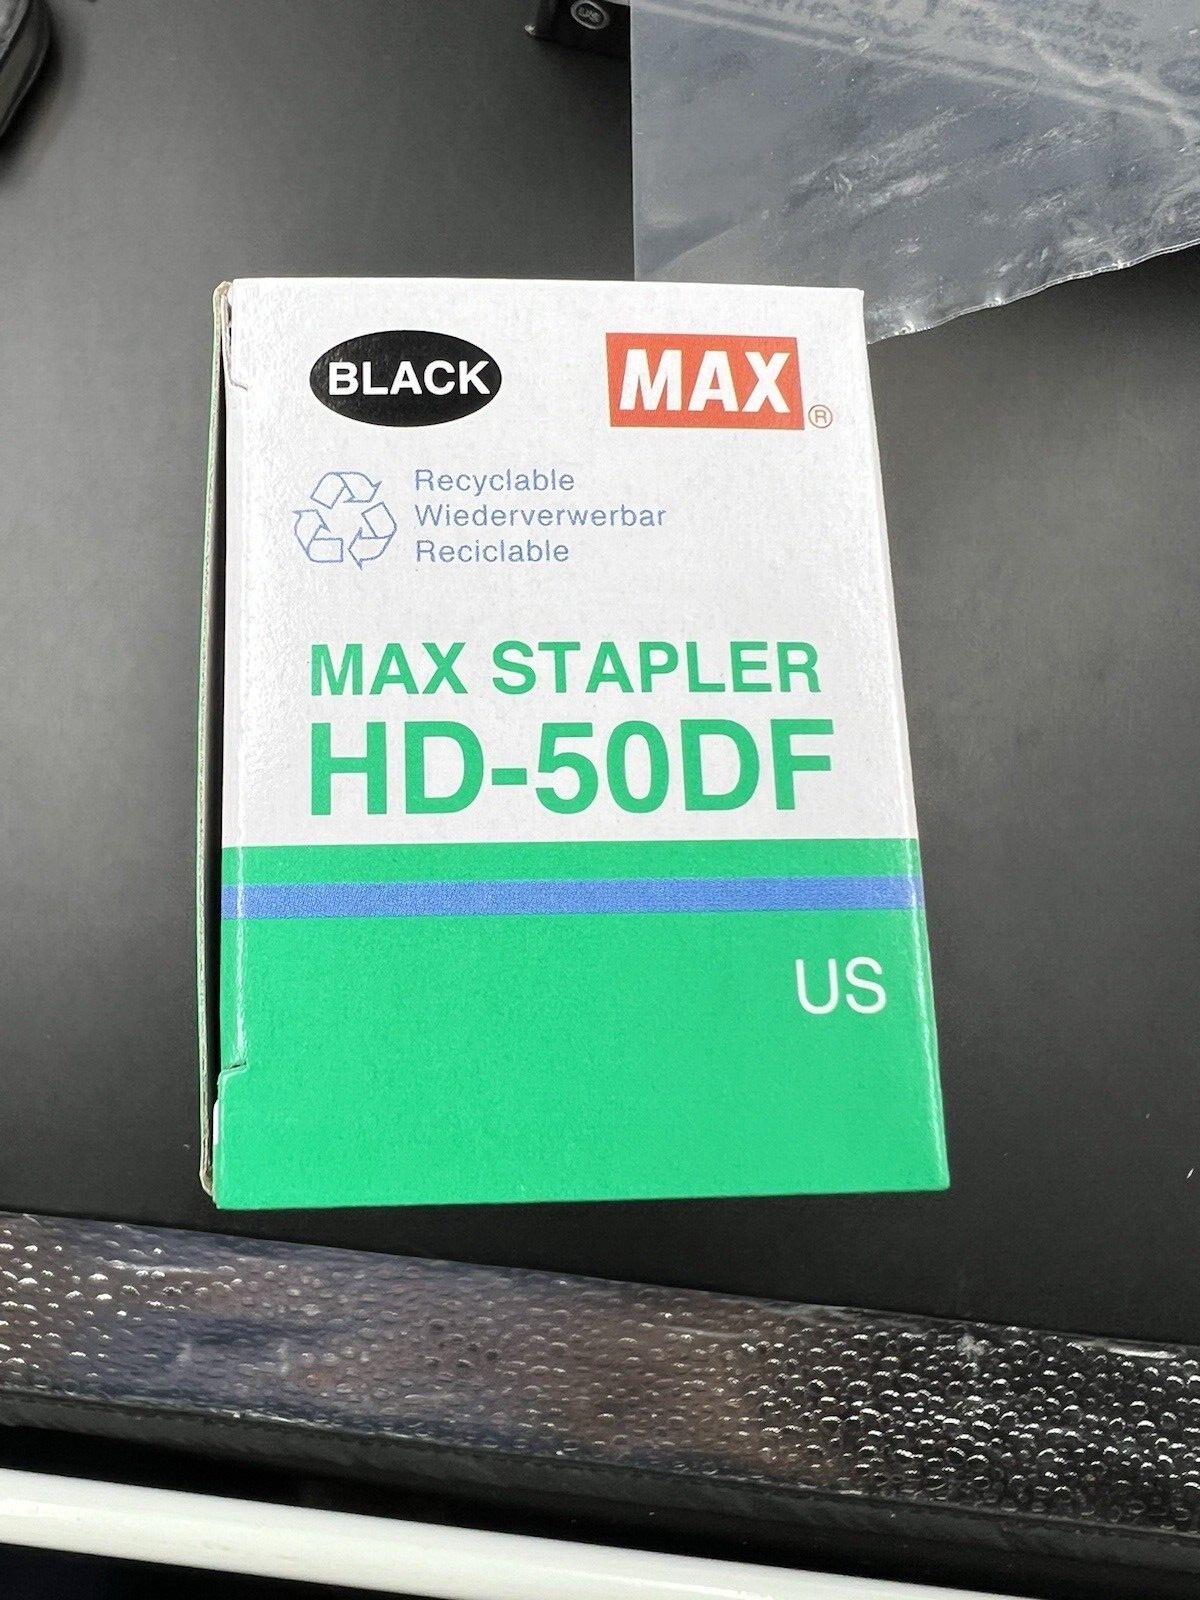 BLACK
MAX®
Recyclable
Wiederverwerbar
Reciclable
MAX STAPLER
HD-50DF
US